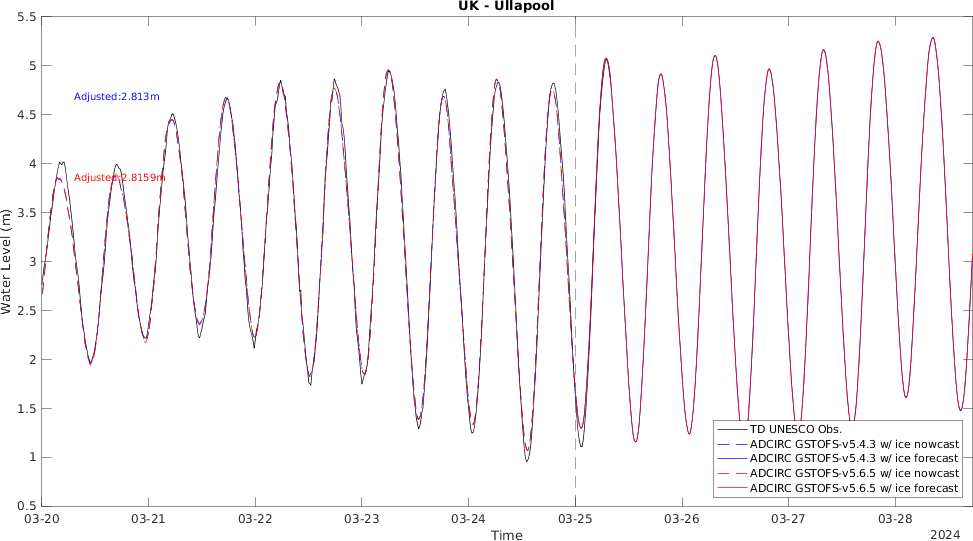 UK - Ullapool
5.5
5
4.5
4
3.5
3
2.5
2
1.5
1
0.5
Water Level (m)
Adjusted:2.813m
Adjusted:2.8159m
TD UNESCO Obs.
ADCIRC GSTOFS-v5.4.3 w/ ice nowcast
ADCIRC GSTOFS-v5.4.3 w/ ice forecast
ADCIRC GSTOFS-v5.6.5 w/ ice nowcast
ADCIRC GSTOFS-v5.6.5 w/ ice forecast
03-20 03-21 03-22 03-23 03-24 03-25 03-26 03-27 03-28
Time
2024